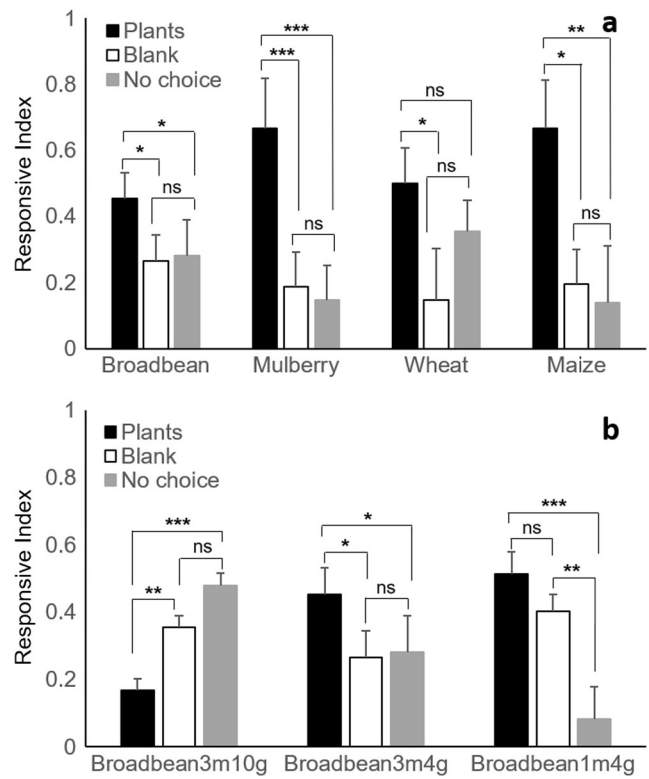 a
Plants
Blank
No choice
Responsive Index
1
0.8
0.6
0.4
0.2
0
*
*
ns
***
***
ns
ns
*
ns
**
*
ns
Broadbean Mulberry Wheat Maize
b
Plants
Blank
No choice
Responsive Index
1
0.8
0.6
0.4
0.2
0
***
ns
**
*
*
ns
***
ns
**
Broadbean3m10g Broadbean3m4g Broadbean1m4g